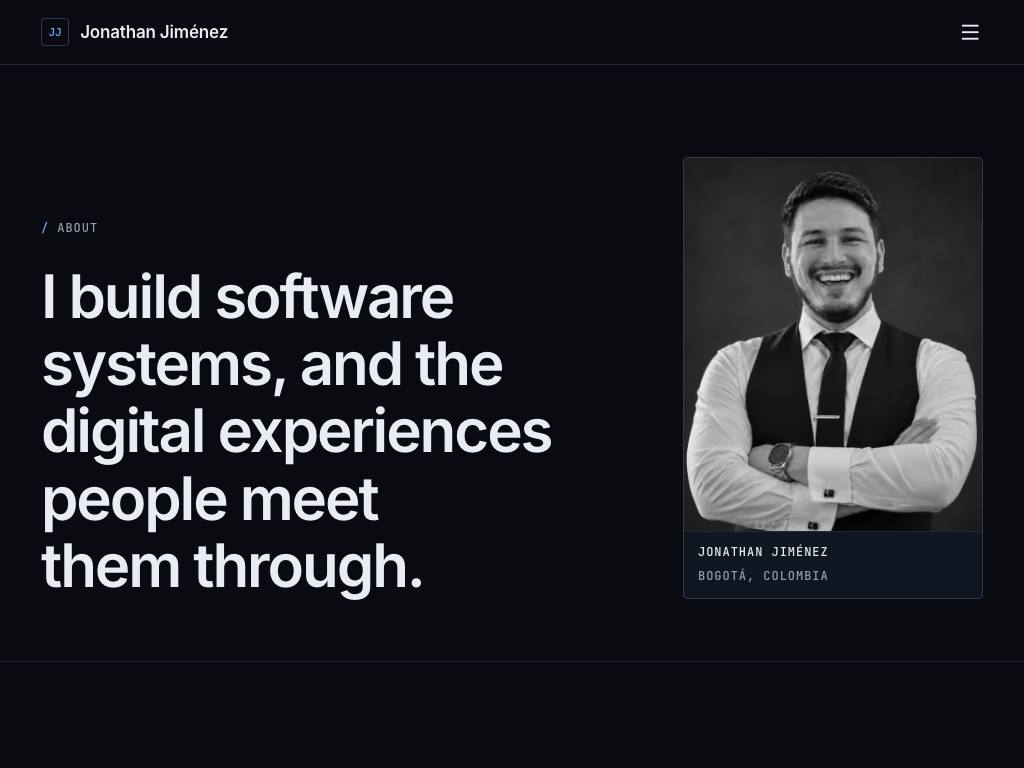 JJ Jonathan Jiménez
/ ABOUT
I build software
systems, and the
digital experiences
people meet
them through.
JONATHAN JIMÉNEZ
BOGOTÁ, COLOMBIA